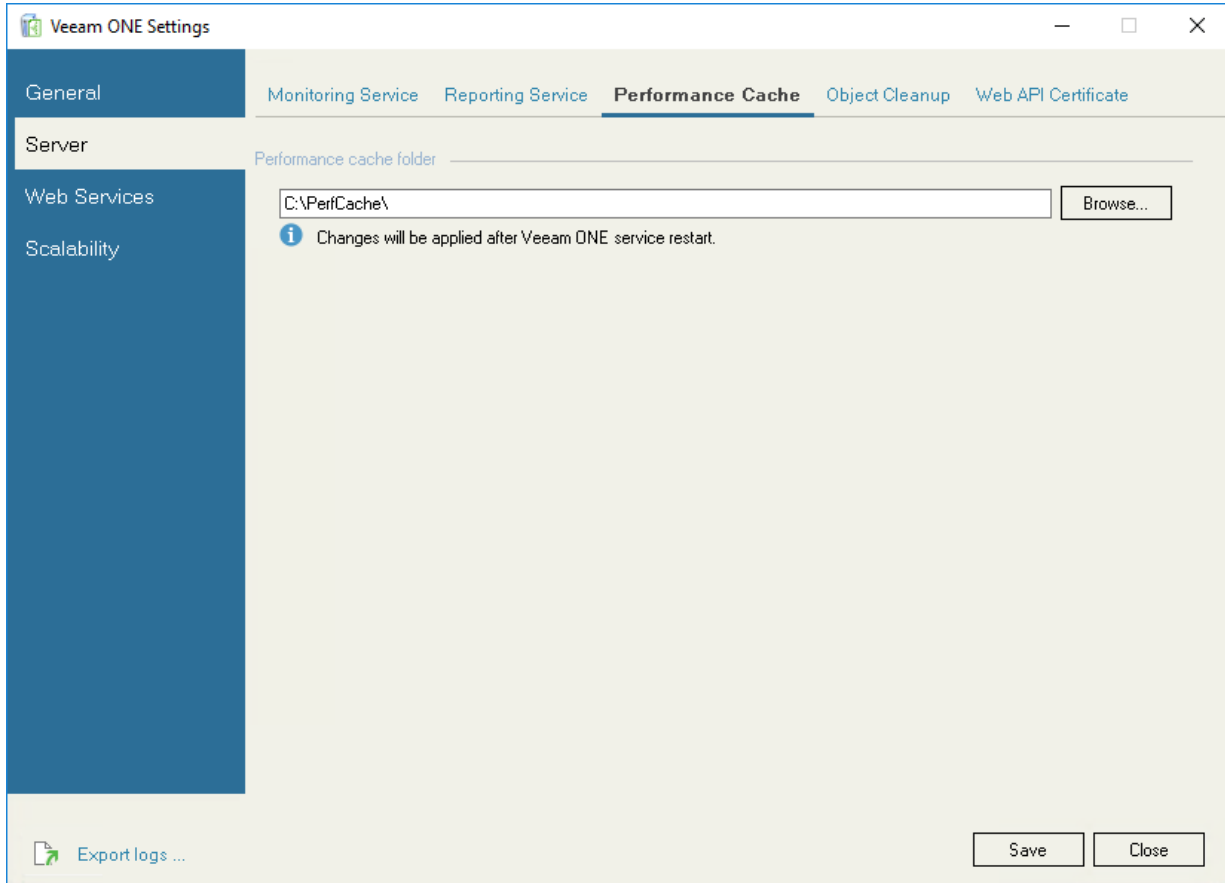 Veeam ONE Settings
General
Server
Web Services
Scalability
Monitoring Service Reporting Service Performance Cache Object Cleanup Web API Certificate
Performance cache folder
C:\PerfCache\ Browse...
Changes will be applied after Veeam ONE service restart.
Export logs ...
Save Close